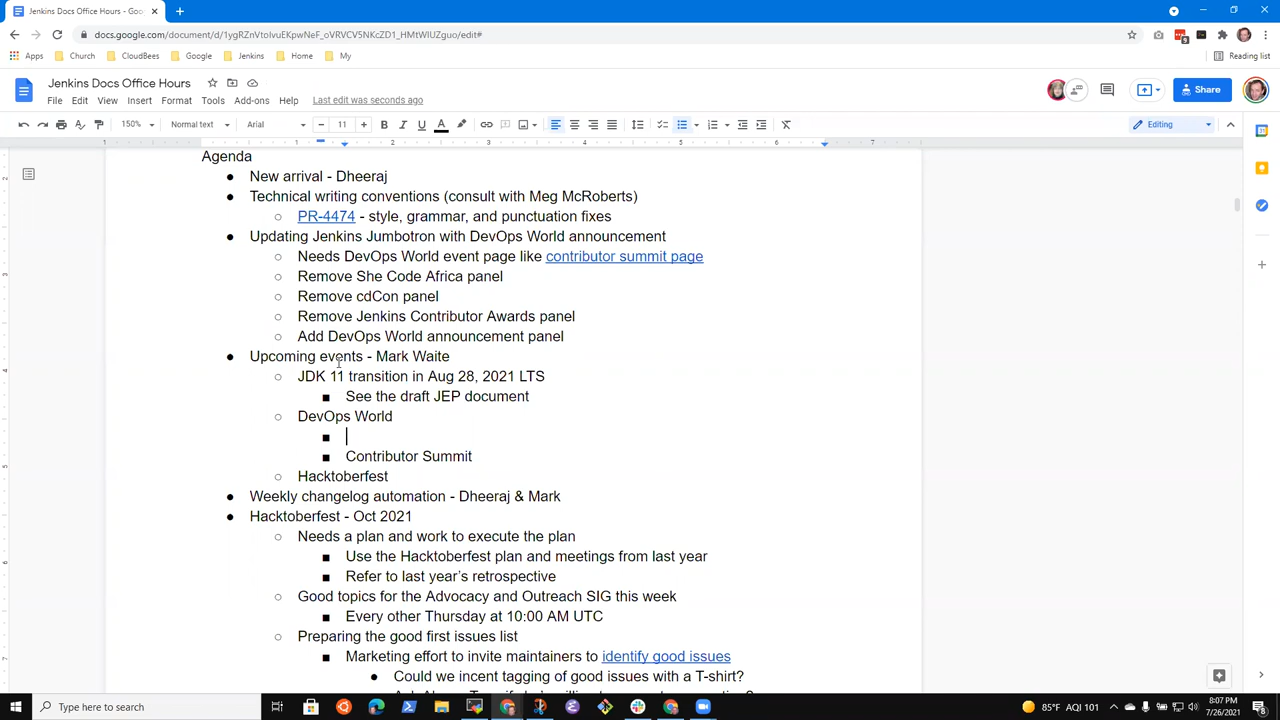 Jenkins Docs Office Hours - Goo
docs.google.com/document/d/1ygRZnVtoIvuEKpwNeF_oVRVCV5NKcZD1_HMtWIUZguo/edit#
Apps Church CloudBees Google Jenkins Home My Reading list
Jenkins Docs Office Hours
File Edit View Insert Format Tools Add-ons Help Last edit was seconds ago
Share
150% Normal text Arial 11 Editing
1 1 2 3 4 5 6 7
Agenda
New arrival - Dheeraj
Technical writing conventions (consult with Meg McRoberts)
PR-4474 - style, grammar, and punctuation fixes
Updating Jenkins Jumbotron with DevOps World announcement
Needs DevOps World event page like contributor summit page
Remove She Code Africa panel
Remove cdCon panel
Remove Jenkins Contributor Awards panel
Add DevOps World announcement panel
Upcoming events - Mark Waite
JDK 11 transition in Aug 28, 2021 LTS
See the draft JEP document
DevOps World
Contributor Summit
Hacktoberfest
Weekly changelog automation - Dheeraj & Mark
Hacktoberfest - Oct 2021
Needs a plan and work to execute the plan
Use the Hacktoberfest plan and meetings from last year
Refer to last year's retrospective
Good topics for the Advocacy and Outreach SIG this week
Every other Thursday at 10:00 AM UTC
Preparing the good first issues list
Marketing effort to invite maintainers to identify good issues
Could we incent tagging of good issues with a T-shirt?
Type here to search
85°F AQI 101
8:07 PM
7/26/2021